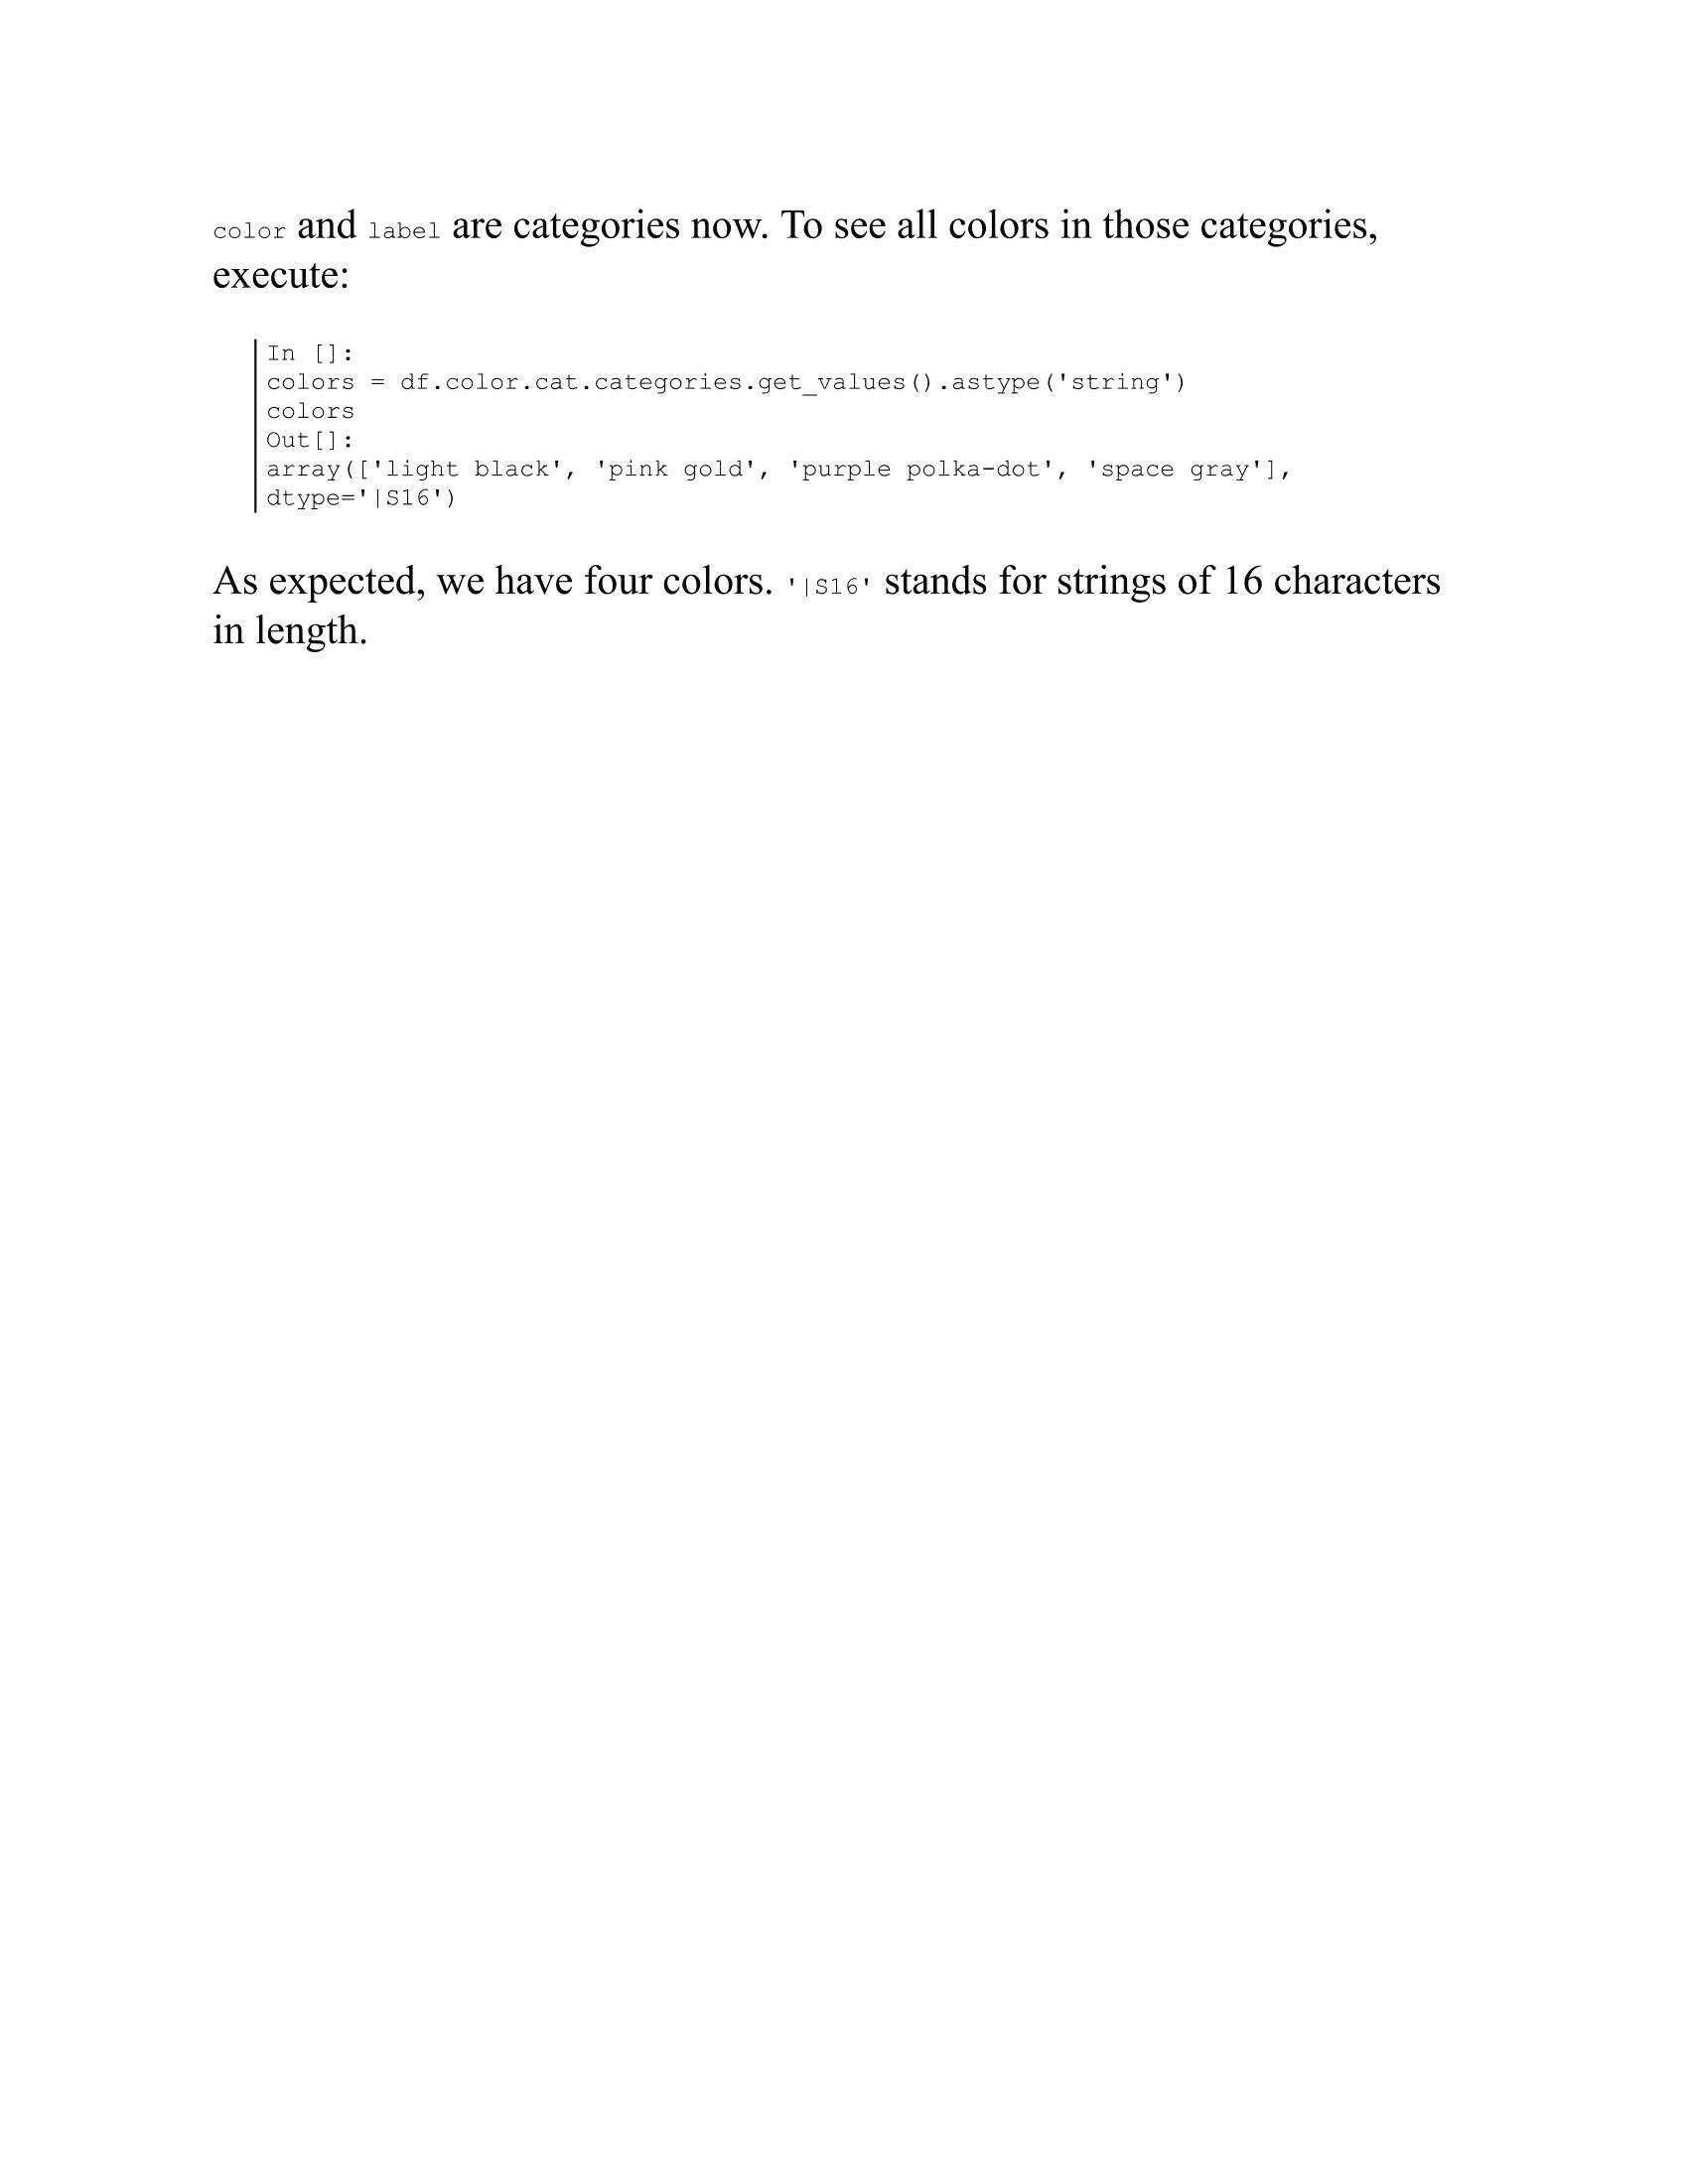 color and label are categories now. To see all colors in those categories,
execute:
In []:
colors = df.color.cat.categories.get_values().astype('string')
colors
Out[]:
array(['light black', 'pink gold', 'purple polka-dot', 'space gray'],
dtype='|S16')
As expected, we have four colors. '|S16' stands for strings of 16 characters
in length.